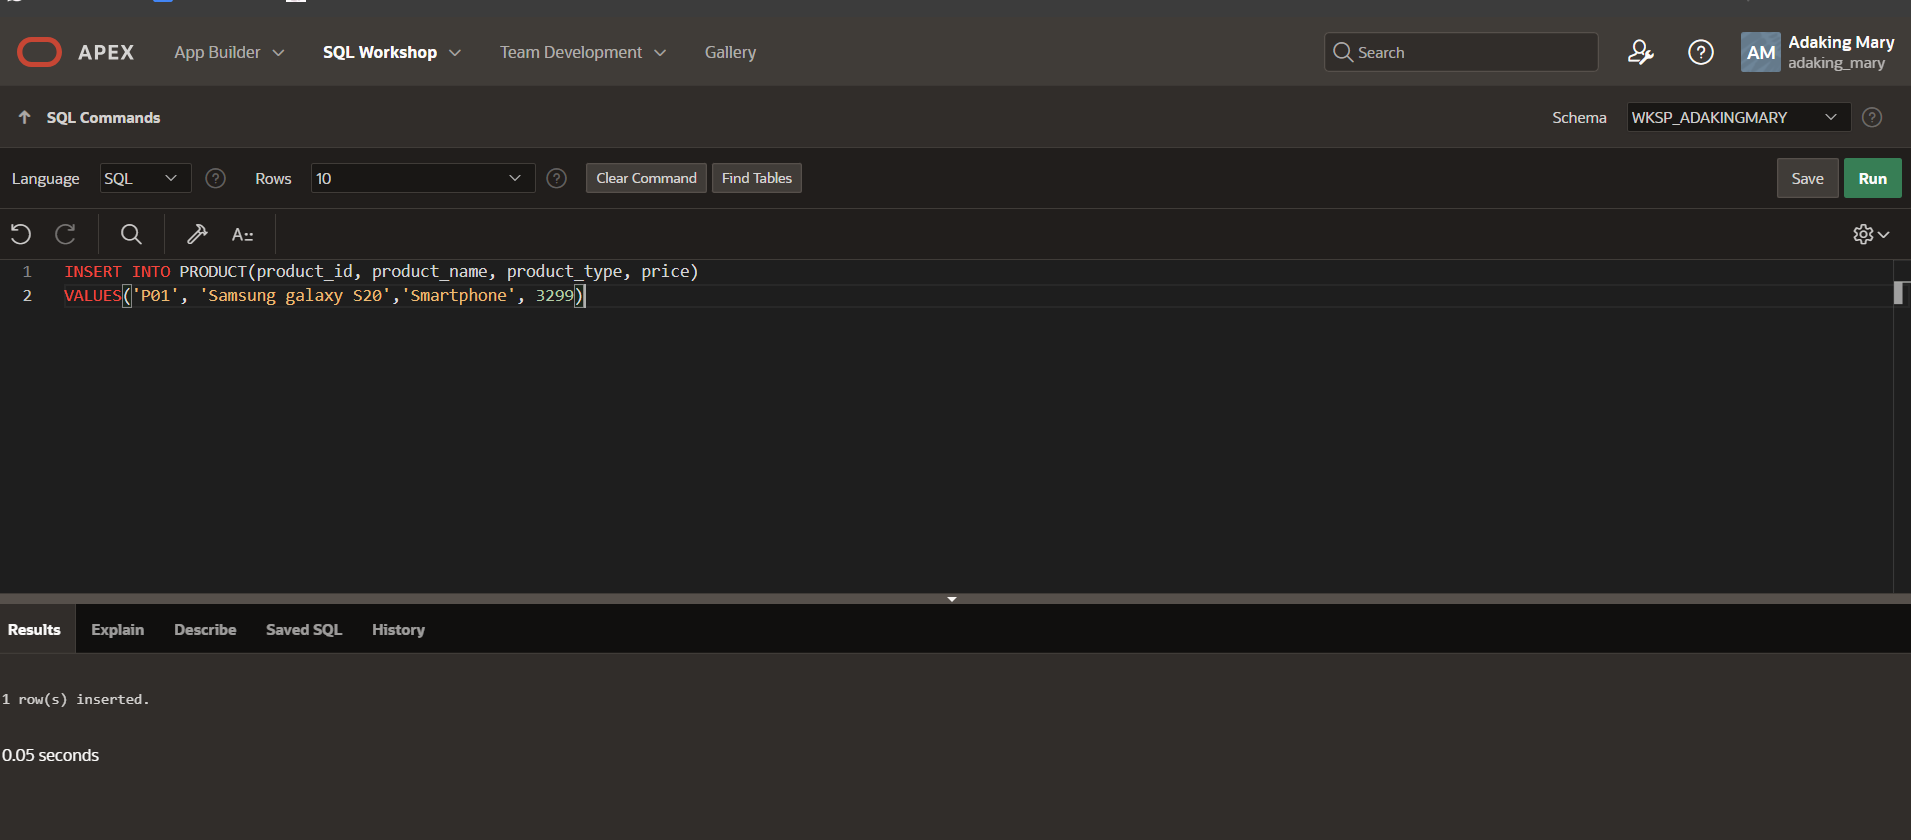 APEX App Builder SQL Workshop Team Development Gallery Search AM Adaking Mary
adaking_mary
SQL Commands Schema WKSP_ADAKINGMARY ?
Language SQL ? Rows 10 ? Clear Command Find Tables Save Run
A::
1 INSERT INTO PRODUCT(product_id, product_name, product_type, price)
2 VALUES('P01', 'Samsung galaxy S20','Smartphone', 3299)
Results Explain Describe Saved SQL History
1 row(s) inserted.
0.05 seconds